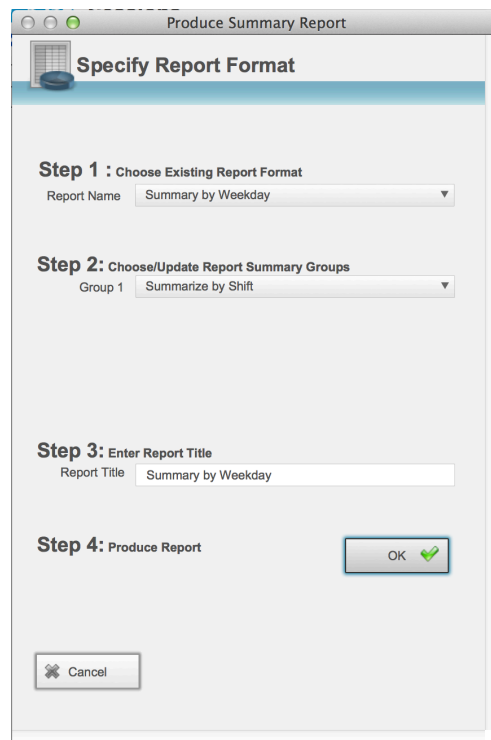 Produce Summary Report
Specify Report Format
Step 1 : Choose Existing Report Format
Report Name Summary by Weekday
Step 2: Choose/Update Report Summary Groups
Group 1 Summarize by Shift
Step 3: Enter Report Title
Report Title Summary by Weekday
Step 4: Produce Report
OK
Cancel